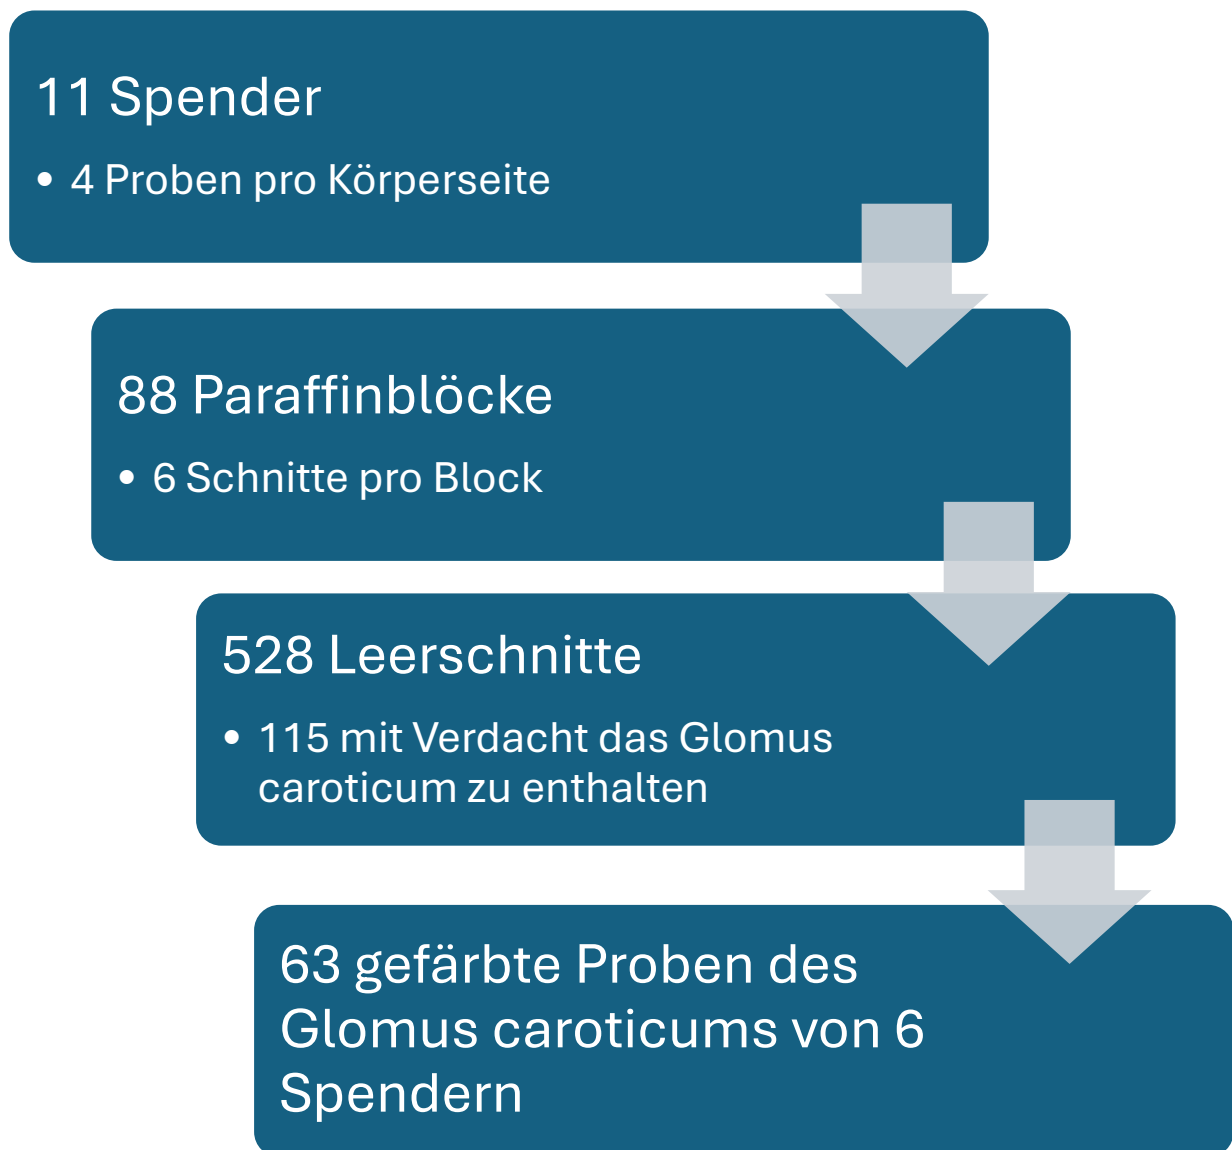 11 Spender
• 4 Proben pro Körperseite
88 Paraffinblöcke
• 6 Schnitte pro Block
528 Leerschnitte
• 115 mit Verdacht das Glomus
caroticum zu enthalten
63 gefärbte Proben des
Glomus caroticums von 6
Spendern